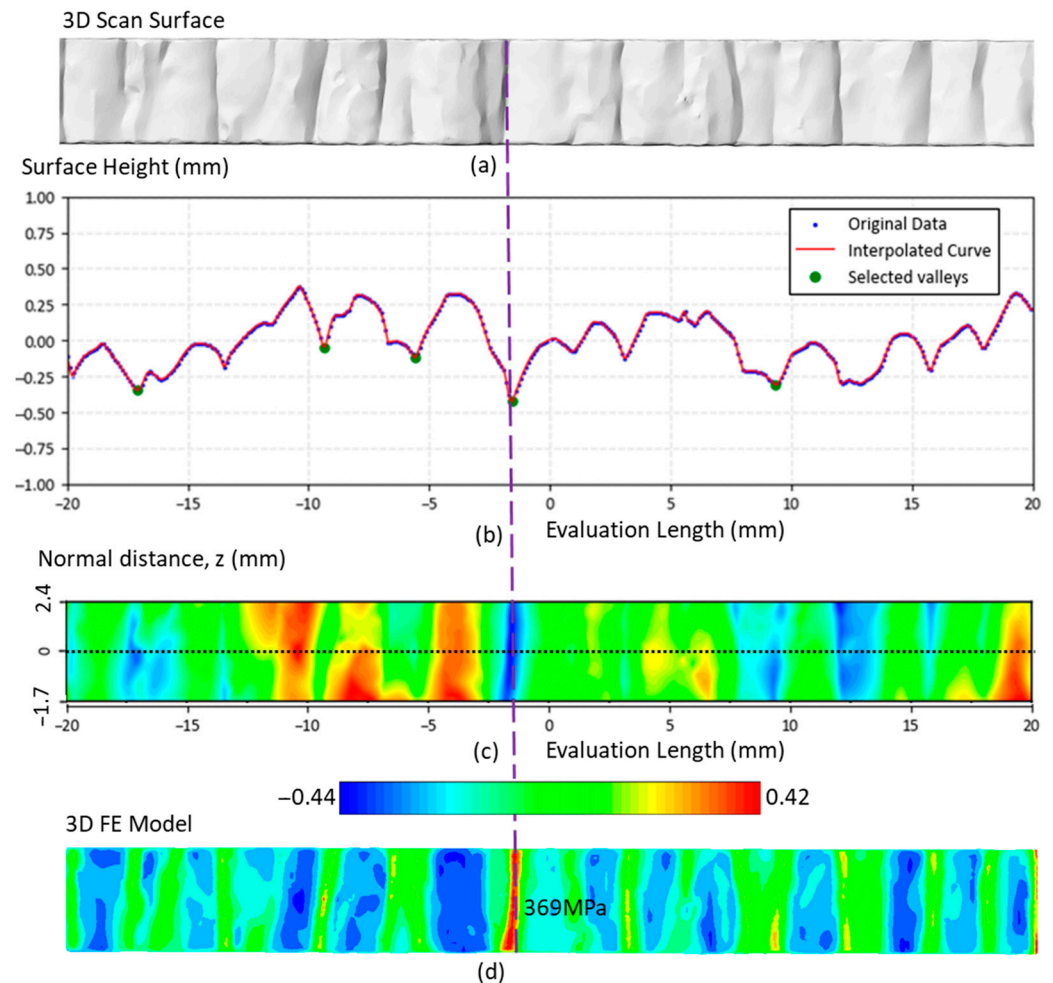 3D Scan Surface
(a)
Surface Height (mm)
1.00
0.75
0.50
0.25
0.00
−0.25
−0.50
−0.75
−1.00
Original Data
Interpolated Curve
Selected valleys
−20 −15 −10 −5 0 5 10 15 20
(b) Evaluation Length (mm)
Normal distance, z (mm)
2.4
0
−1.7
−20 −15 −10 −5 0 5 10 15 20
(c) Evaluation Length (mm)
−0.44 0.42
3D FE Model
369MPa
(d)